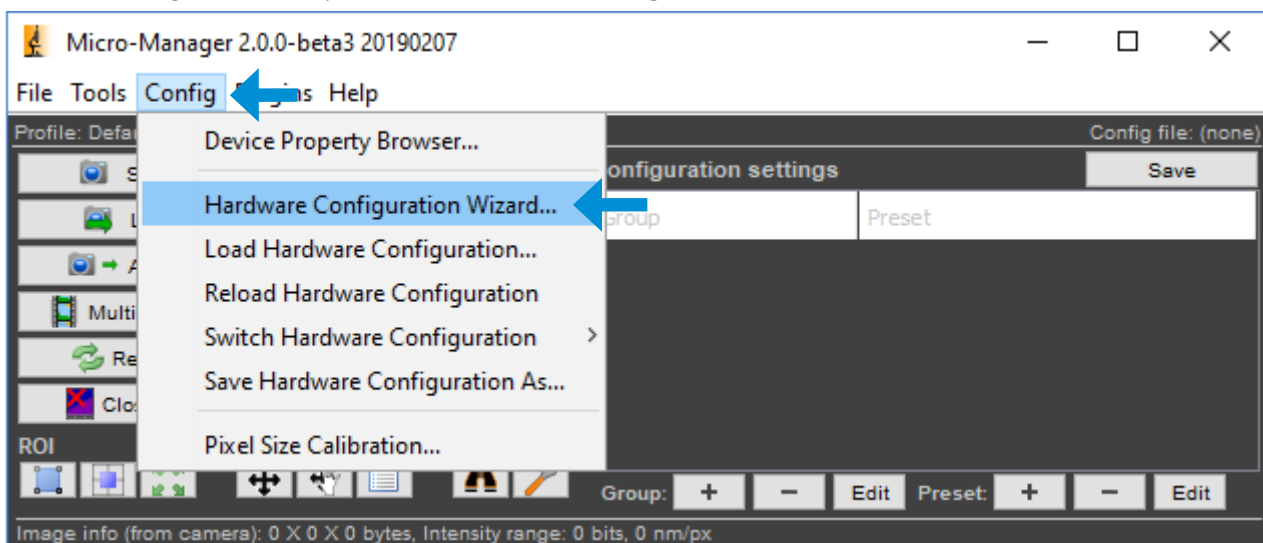 Micro-Manager 2.0.0-beta3 20190207
File Tools Config Help
Config file: (none)
Device Property Browser...
Hardware Configuration Wizard...
Load Hardware Configuration...
Reload Hardware Configuration
Switch Hardware Configuration
Save Hardware Configuration As...
Pixel Size Calibration...
settings
Save
Preset
Multi
ROI
Group: + − Edit Preset: + − Edit
Image info (from camera): 0 X 0 X 0 bytes, Intensity range: 0 bits, 0 nm/px